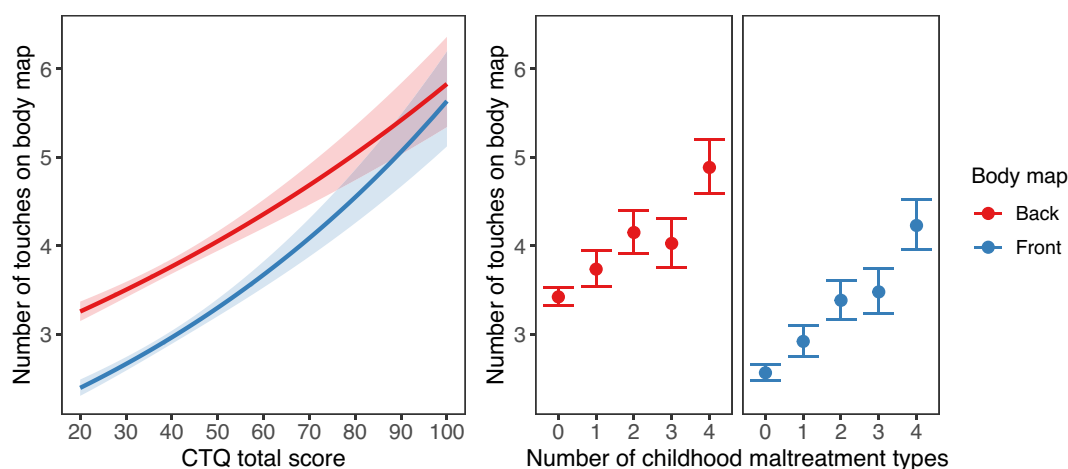 Number of touches on body map
6
5
4
3
20 30 40 50 60 70 80 90 100
CTQ total score
Number of touches on body map
6
5
4
3
0 1 2 3 4
0 1 2 3 4
Number of childhood maltreatment types
Body map
Back
Front